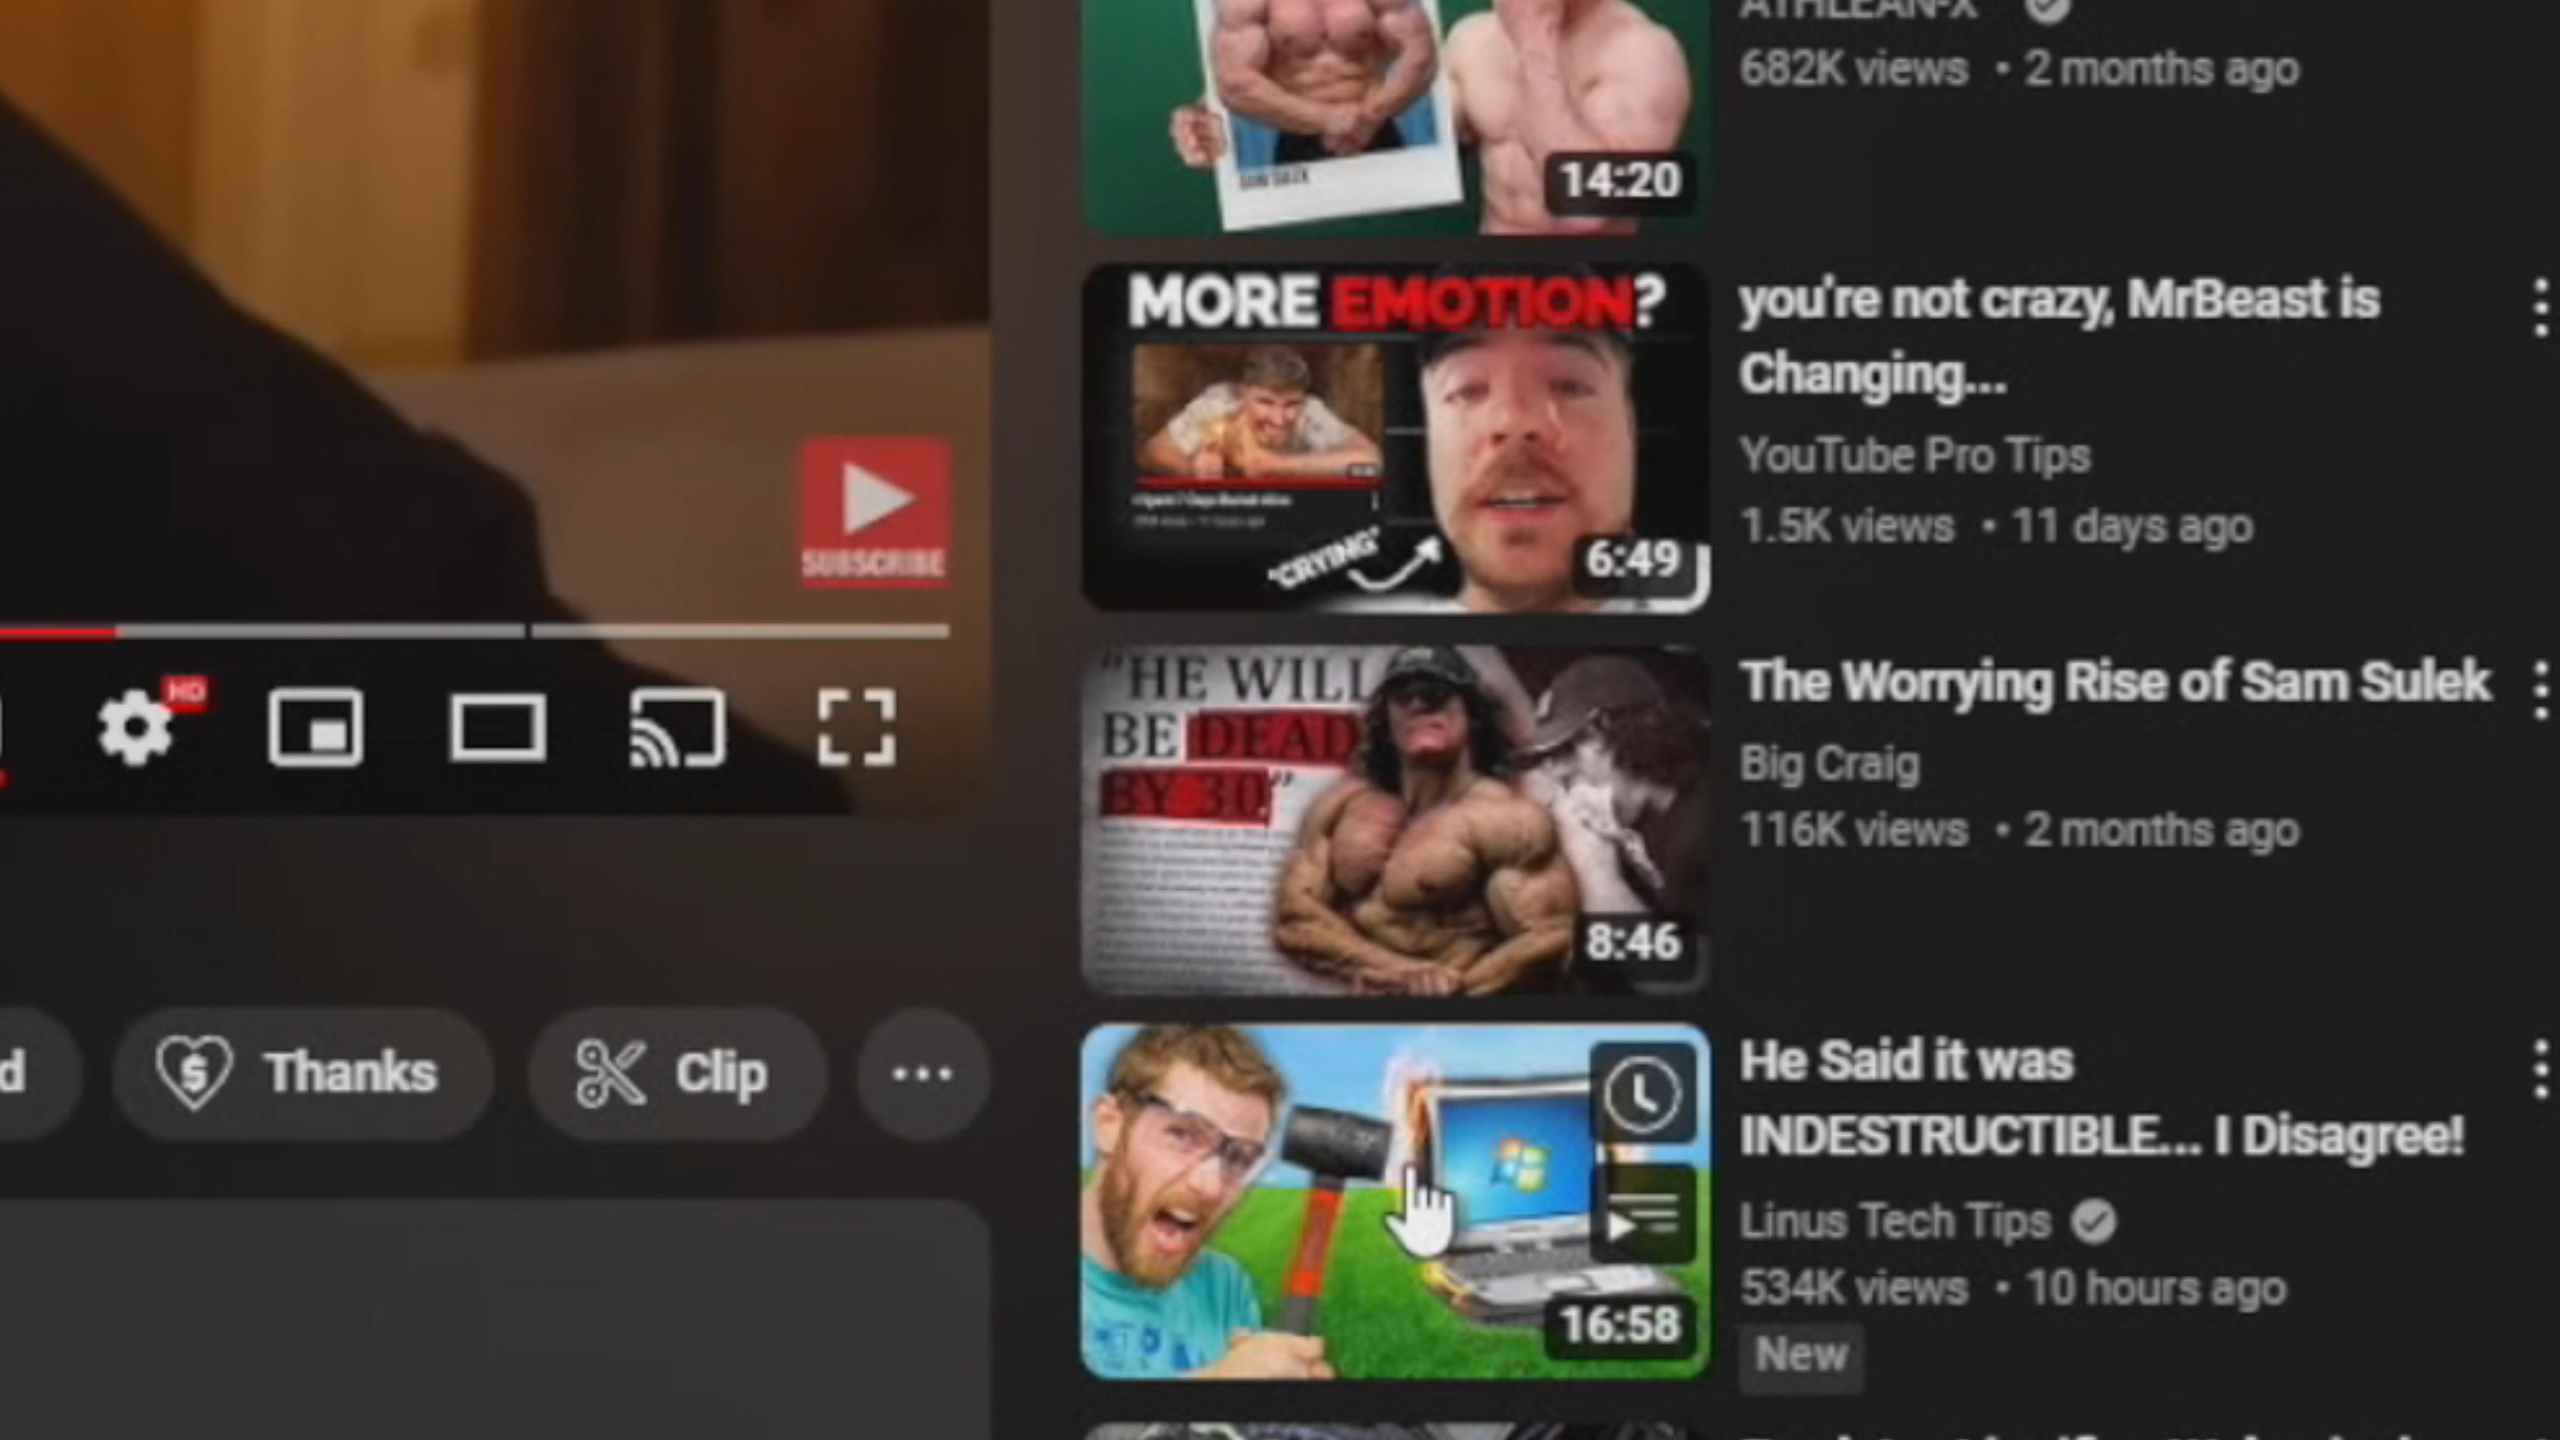 ATHLEAN-X
682K views • 2 months ago
14:20
MORE EMOTION?
"CRYING"
6:49
you're not crazy, MrBeast is
Changing...
YouTube Pro Tips
1.5K views • 11 days ago
SUBSCRIBE
HD
"HE WILL
BE DEAD
BY 30"
8:46
The Worrying Rise of Sam Sulek
Big Craig
116K views • 2 months ago
d
Thanks
Clip
16:58
He Said it was
INDESTRUCTIBLE... I Disagree!
Linus Tech Tips
534K views • 10 hours ago
New